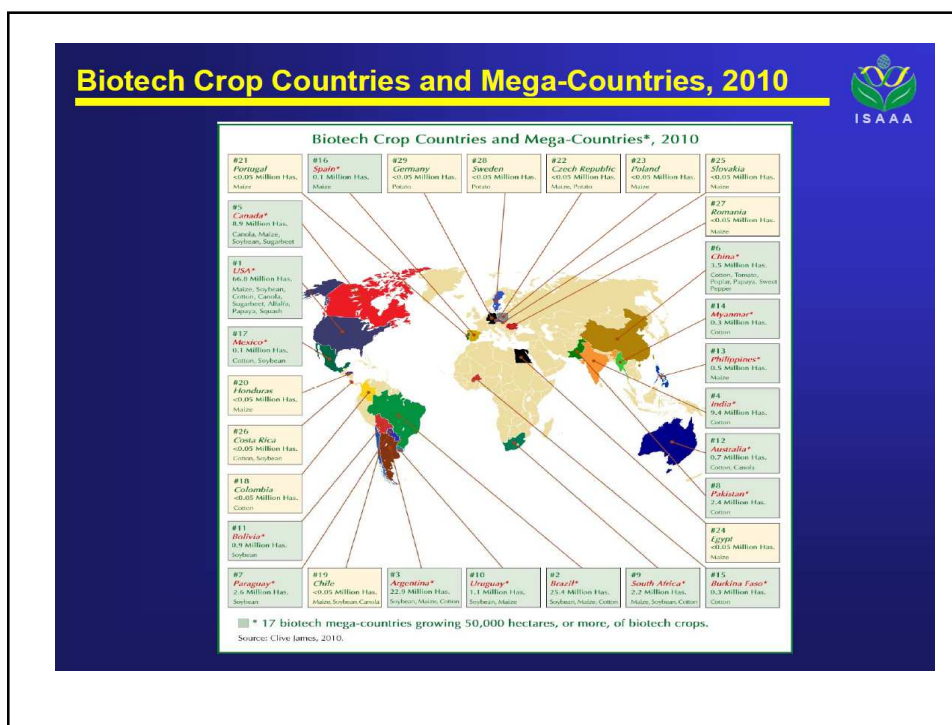 Biotech Crop Countries and Mega-Countries, 2010
ISAAA
Biotech Crop Countries and Mega-Countries*, 2010
#21
Portugal
<0.05 Million Has.
Maize
#16
Spain*
0.1 Million Has.
Maize
#29
Germany
<0.05 Million Has.
Potato
#28
Sweden
<0.05 Million Has.
Potato
#22
Czech Republic
<0.05 Million Has.
Maize, Potato
#23
Poland
<0.05 Million Has.
Maize
#25
Slovakia
<0.05 Million Has.
Maize
#5
Canada*
8.9 Million Has.
Canola, Maize,
Soybean, Sugarbeet
#1
USA*
66.8 Million Has.
Maize, Soybean,
Cotton, Canola,
Sugarbeet, Alfalfa,
Papaya, Squash
#17
Mexico*
0.1 Million Has.
Cotton, Soybean
#20
Honduras
<0.05 Million Has.
Maize
#26
Costa Rica
<0.05 Million Has.
Cotton, Soybean
#18
Colombia
<0.05 Million Has.
Cotton
#11
Bolivia*
0.9 Million Has.
Soybean
#27
Romania
<0.05 Million Has.
Maize
#6
China*
3.5 Million Has.
Cotton, Tomato,
Poplar, Papaya, Sweet
Pepper
#14
Myanmar*
0.3 Million Has.
Cotton
#13
Philippines*
0.5 Million Has.
Maize
#4
India*
9.4 Million Has.
Cotton
#12
Australia*
0.7 Million Has.
Cotton, Canola
#8
Pakistan*
2.4 Million Has.
Cotton
#24
Egypt
<0.05 Million Has.
Maize
#7
Paraguay*
2.6 Million Has.
Soybean
#19
Chile
<0.05 Million Has.
Maize, Soybean, Canola
#3
Argentina*
22.9 Million Has.
Soybean, Maize, Cotton
#10
Uruguay*
1.1 Million Has.
Soybean, Maize
#2
Brazil*
25.4 Million Has.
Soybean, Maize, Cotton
#9
South Africa*
2.2 Million Has.
Maize, Soybean, Cotton
#15
Burkina Faso*
0.3 Million Has.
Cotton
* 17 biotech mega-countries growing 50,000 hectares, or more, of biotech crops.
Source: Clive James, 2010.